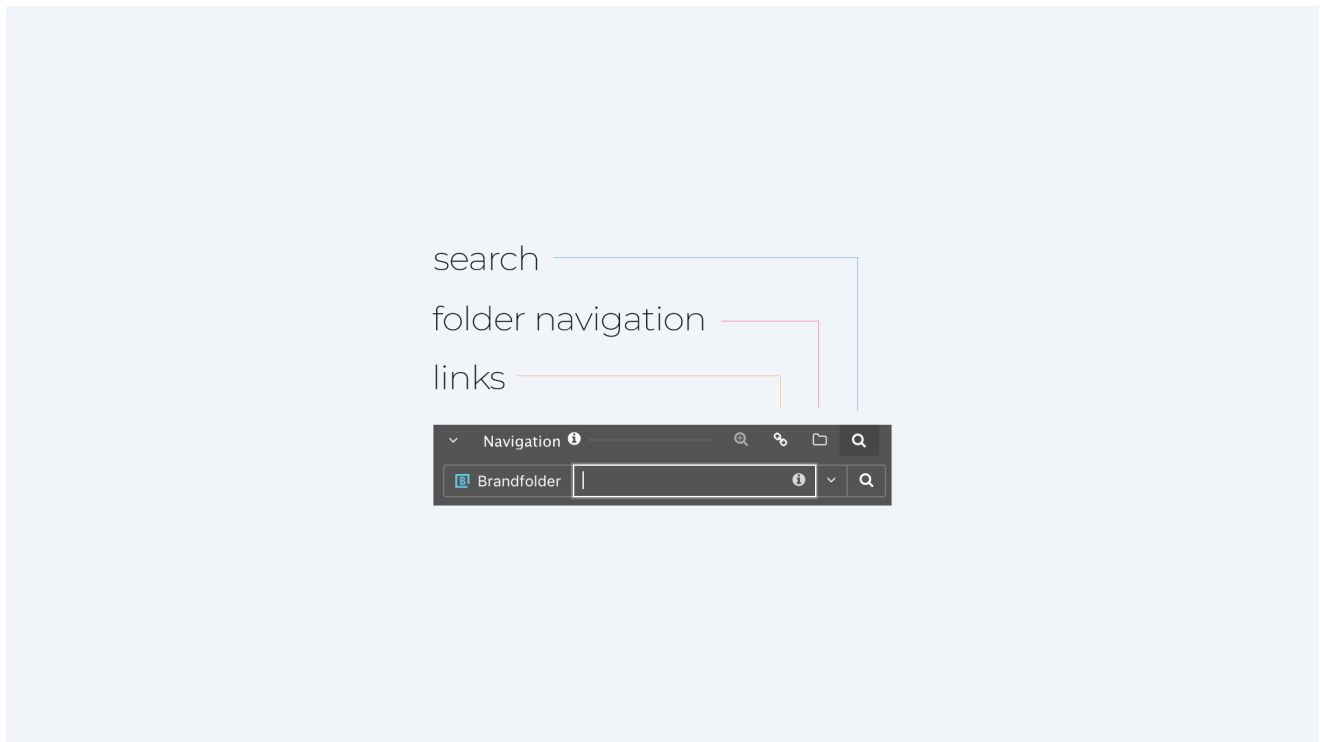 search
folder navigation
links
Navigation
Brandfolder